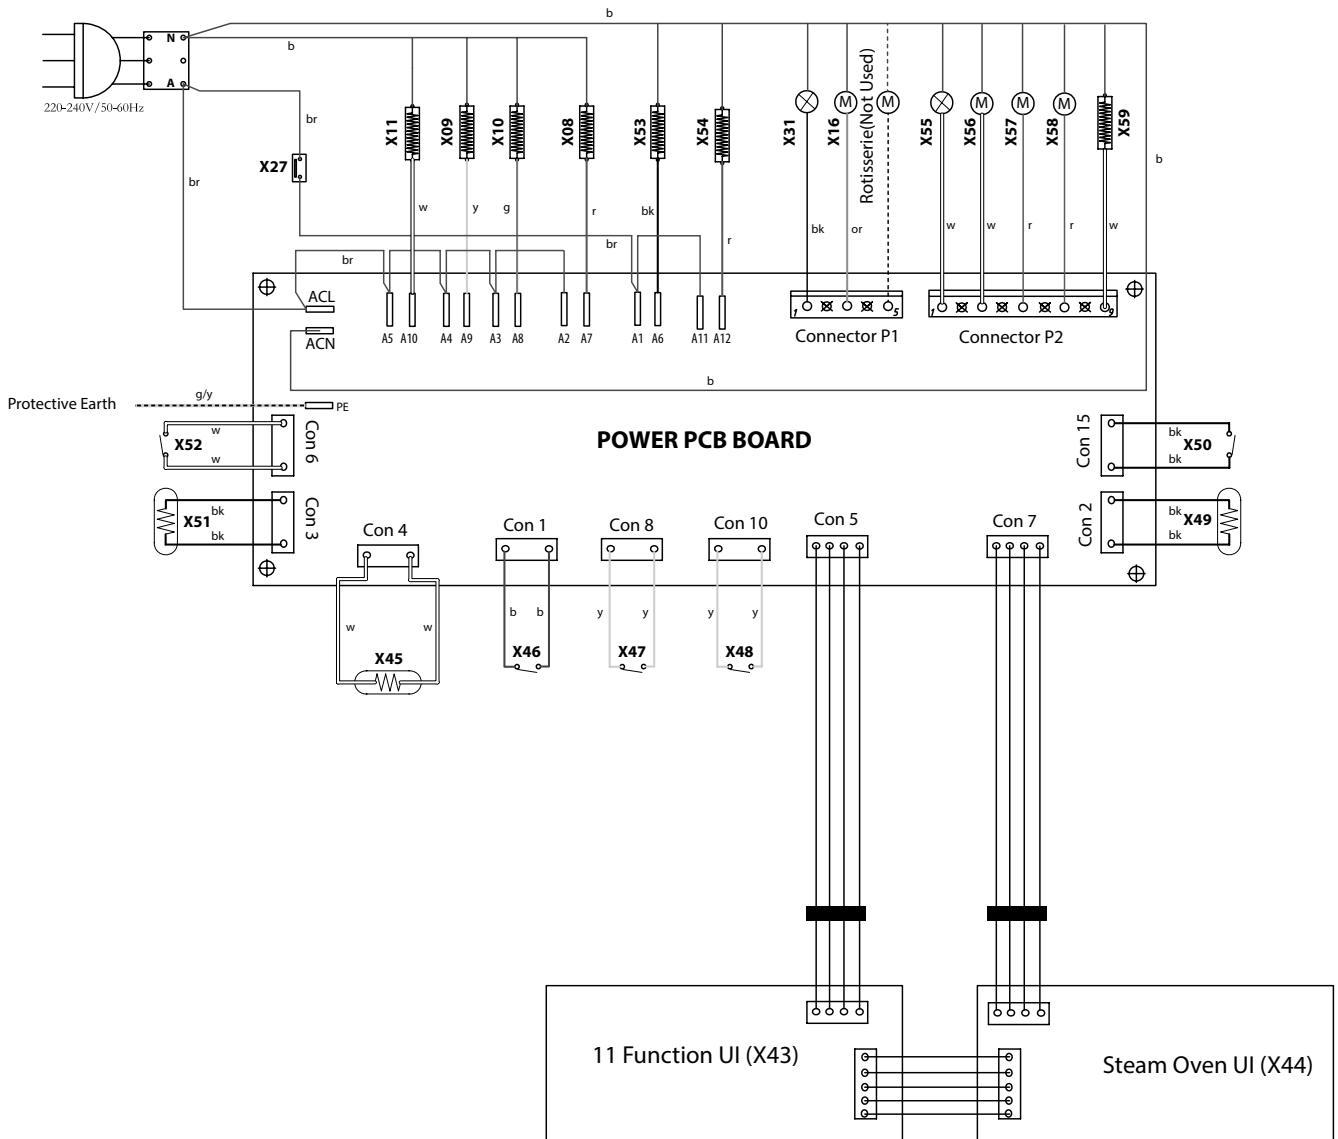 b
N
b
A
220-240V/50-60Hz
br
X11
X09
X10
X08
X53
X54
X31
M
X16
M
Rotisserie(Not Used)
X55
M
X56
M
X57
M
X58
X59
X27
b
br
w
y
g
r
bk
r
bk
or
w
w
r
r
w
br
br
ACL
ACN
A5
A10
A4
A9
A3
A8
A2
A7
A1
A6
A11
A12
1
5
Connector P1
1
9
Connector P2
b
Protective Earth
g/y
PE
POWER PCB BOARD
X52
w
w
Con 6
X51
bk
bk
Con 3
Con 15
bk
bk
X50
Con 2
bk
bk
X49
Con 4
Con 1
Con 8
Con 10
Con 5
Con 7
w
w
X45
b
b
X46
y
y
X47
y
y
X48
11 Function UI (X43)
Steam Oven UI (X44)